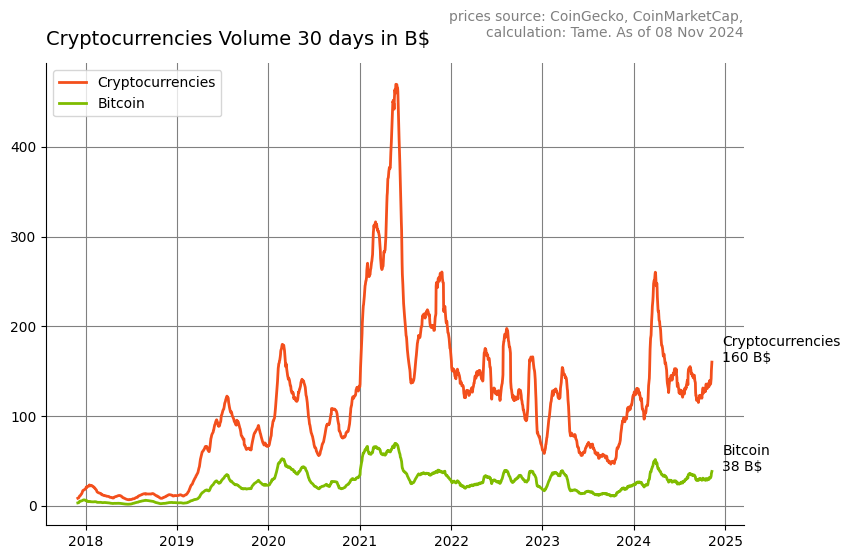 prices source: CoinGecko, CoinMarketCap,
calculation: Tame. As of 08 Nov 2024
Cryptocurrencies Volume 30 days in B$
Cryptocurrencies
Bitcoin
400
300
200
100
0
Cryptocurrencies
160 B$
Bitcoin
38 B$
2018 2019 2020 2021 2022 2023 2024 2025